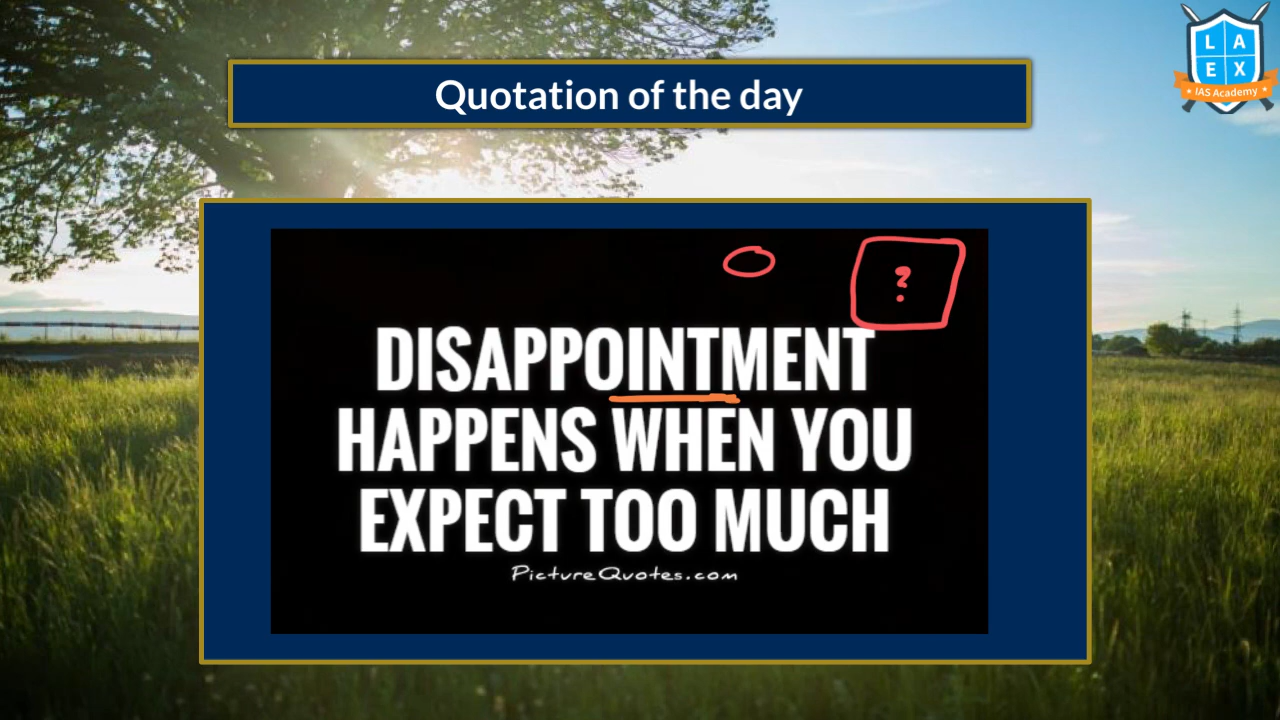 L A
E X
IAS Academy
Quotation of the day
?
DISAPPOINTMENT
HAPPENS WHEN YOU
EXPECT TOO MUCH
PictureQuotes.com